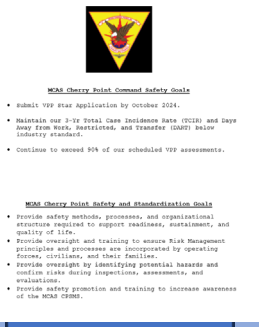 MCAS Cherry Point Command Safety Goals
• Submit VPP Star Application by October 2024.
• Maintain our 3-Yr Total Case Incidence Rate (TCIR) and Days
Away from Work, Restricted, and Transfer (DART) below
industry standard.
• Continue to exceed 90% of our scheduled VPP assessments.
MCAS Cherry Point Safety and Standardization Goals
• Provide safety methods, processes, and organizational
structure required to support readiness, sustainment, and
quality of life.
• Provide oversight and training to ensure Risk Management
principles and processes are incorporated by operating
forces, civilians, and their families.
• Provide oversight by identifying potential hazards and
confirm risks during inspections, assessments, and
evaluations.
• Provide safety promotion and training to increase awareness
of the MCAS CPSMS.